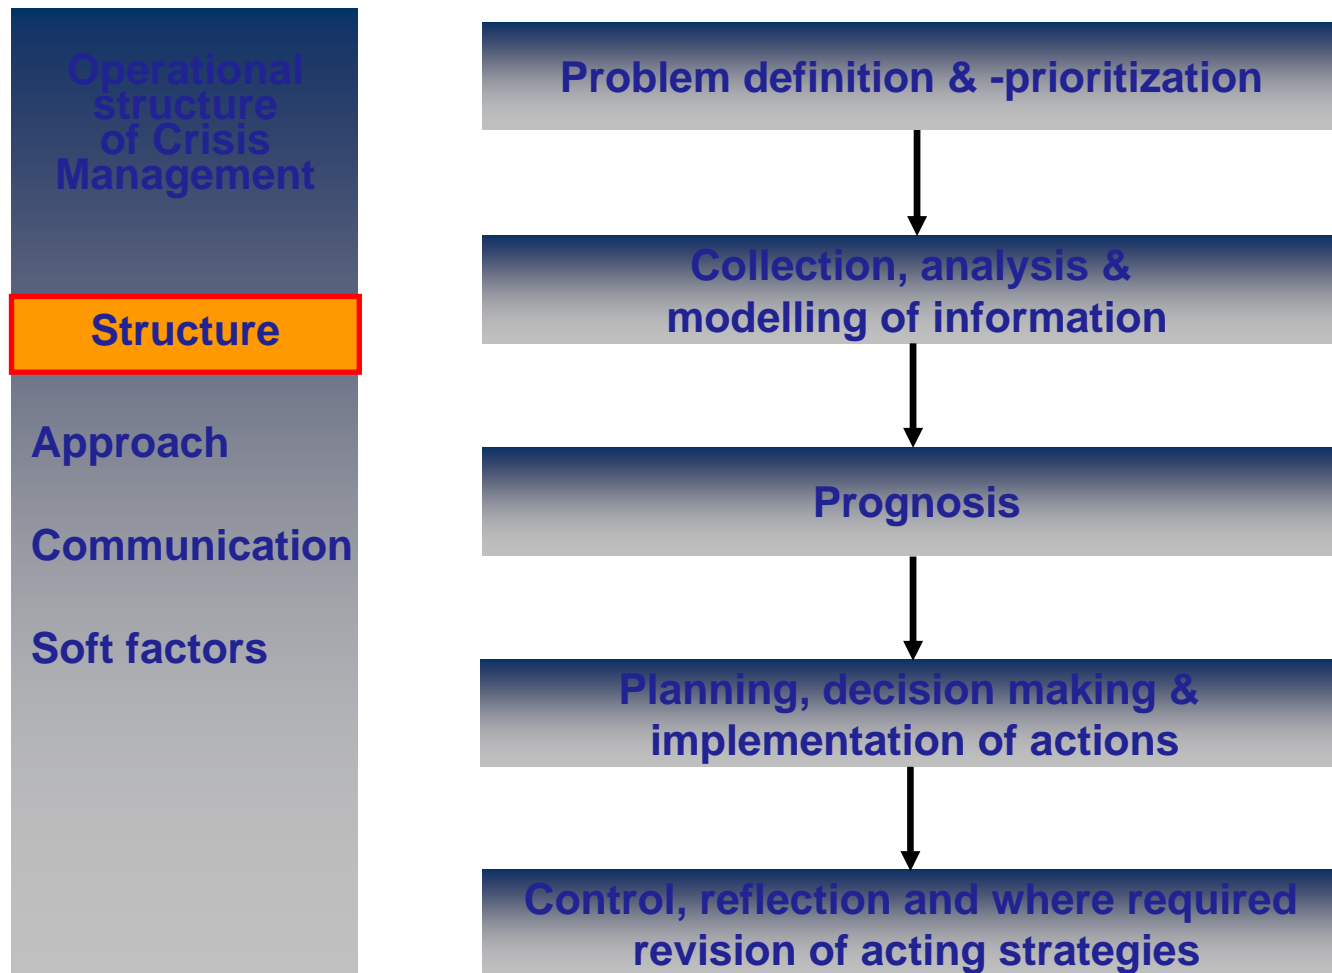 Operational
structure
of Crisis
Management
Structure
Approach
Communication
Soft factors
Problem definition & -prioritization
Collection, analysis &
modelling of information
Prognosis
Planning, decision making &
implementation of actions
Control, reflection and where required
revision of acting strategies